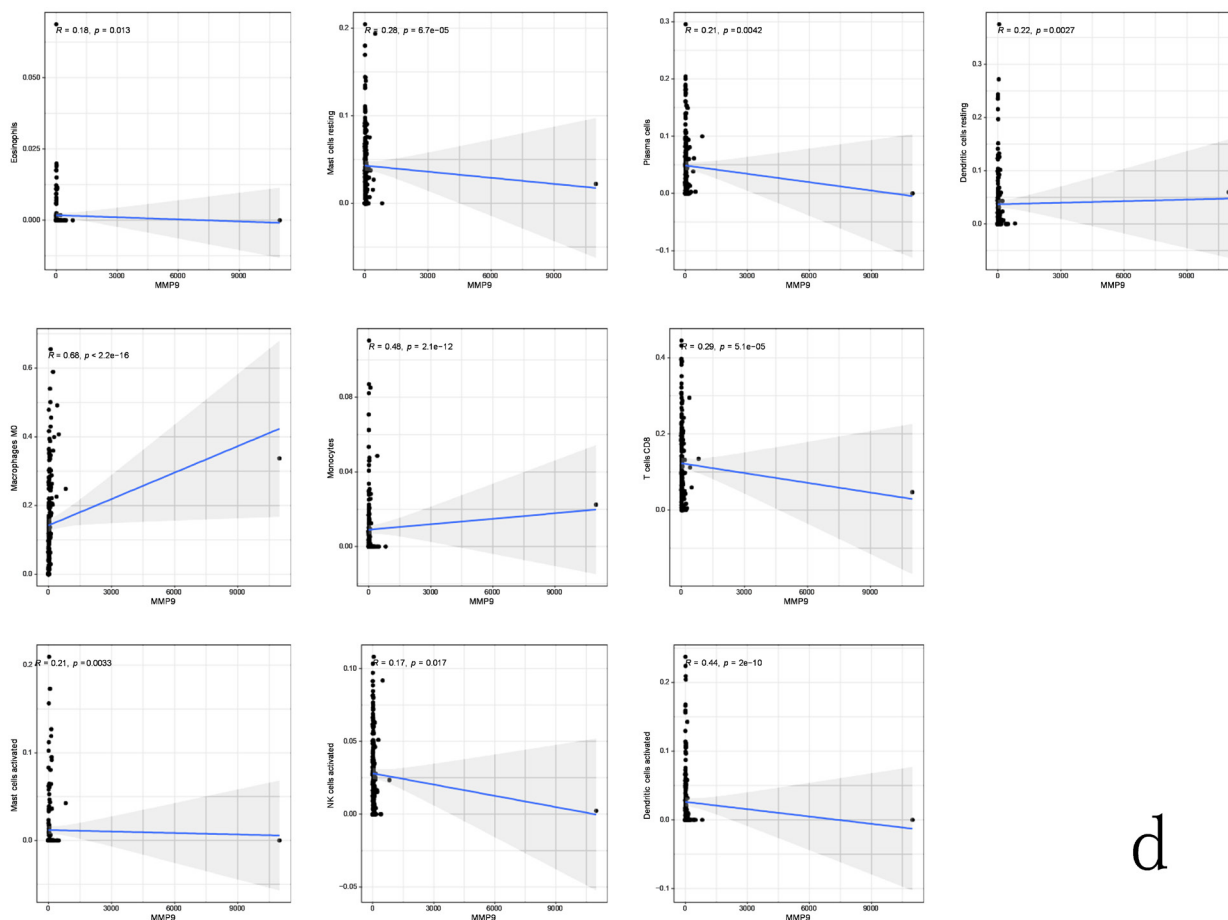 R = 0.18, p = 0.013
Eosinophils
0.050
0.025
0.000
0 3000 6000 9000
MMP9
R = 0.28, p = 6.7e-05
Mast cells resting
0.2
0.1
0.0
0 3000 6000 9000
MMP9
R = 0.21, p = 0.0042
Plasma cells
0.3
0.2
0.1
0.0
−0.1
0 3000 6000 9000
MMP9
R = 0.22, p = 0.0027
Dendritic cells resting
0.3
0.2
0.1
0.0
0 3000 6000 9000
MMP9
R = 0.68, p < 2.2e-16
Macrophages M0
0.6
0.4
0.2
0.0
0 3000 6000 9000
MMP9
R = 0.48, p = 2.1e-12
Monocytes
0.08
0.04
0.00
0 3000 6000 9000
MMP9
R = 0.29, p = 5.1e-05
T cells CD8
0.4
0.2
0.0
0 3000 6000 9000
MMP9
R = 0.21, p = 0.0033
Mast cells activated
0.2
0.1
0.0
0 3000 6000 9000
MMP9
R = 0.17, p = 0.017
NK cells activated
0.10
0.05
0.00
−0.05
0 3000 6000 9000
MMP9
R = 0.44, p = 2e-10
Dendritic cells activated
0.2
0.1
0.0
−0.1
0 3000 6000 9000
MMP9
d